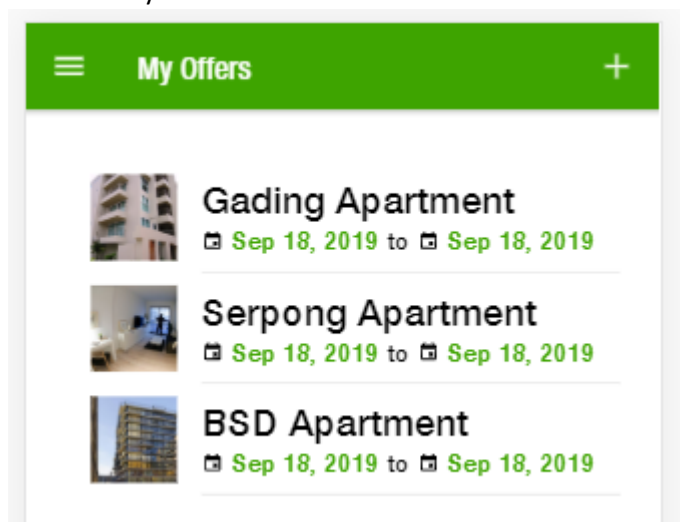 My Offers
Gading Apartment
Sep 18, 2019 to Sep 18, 2019
Serpong Apartment
Sep 18, 2019 to Sep 18, 2019
BSD Apartment
Sep 18, 2019 to Sep 18, 2019